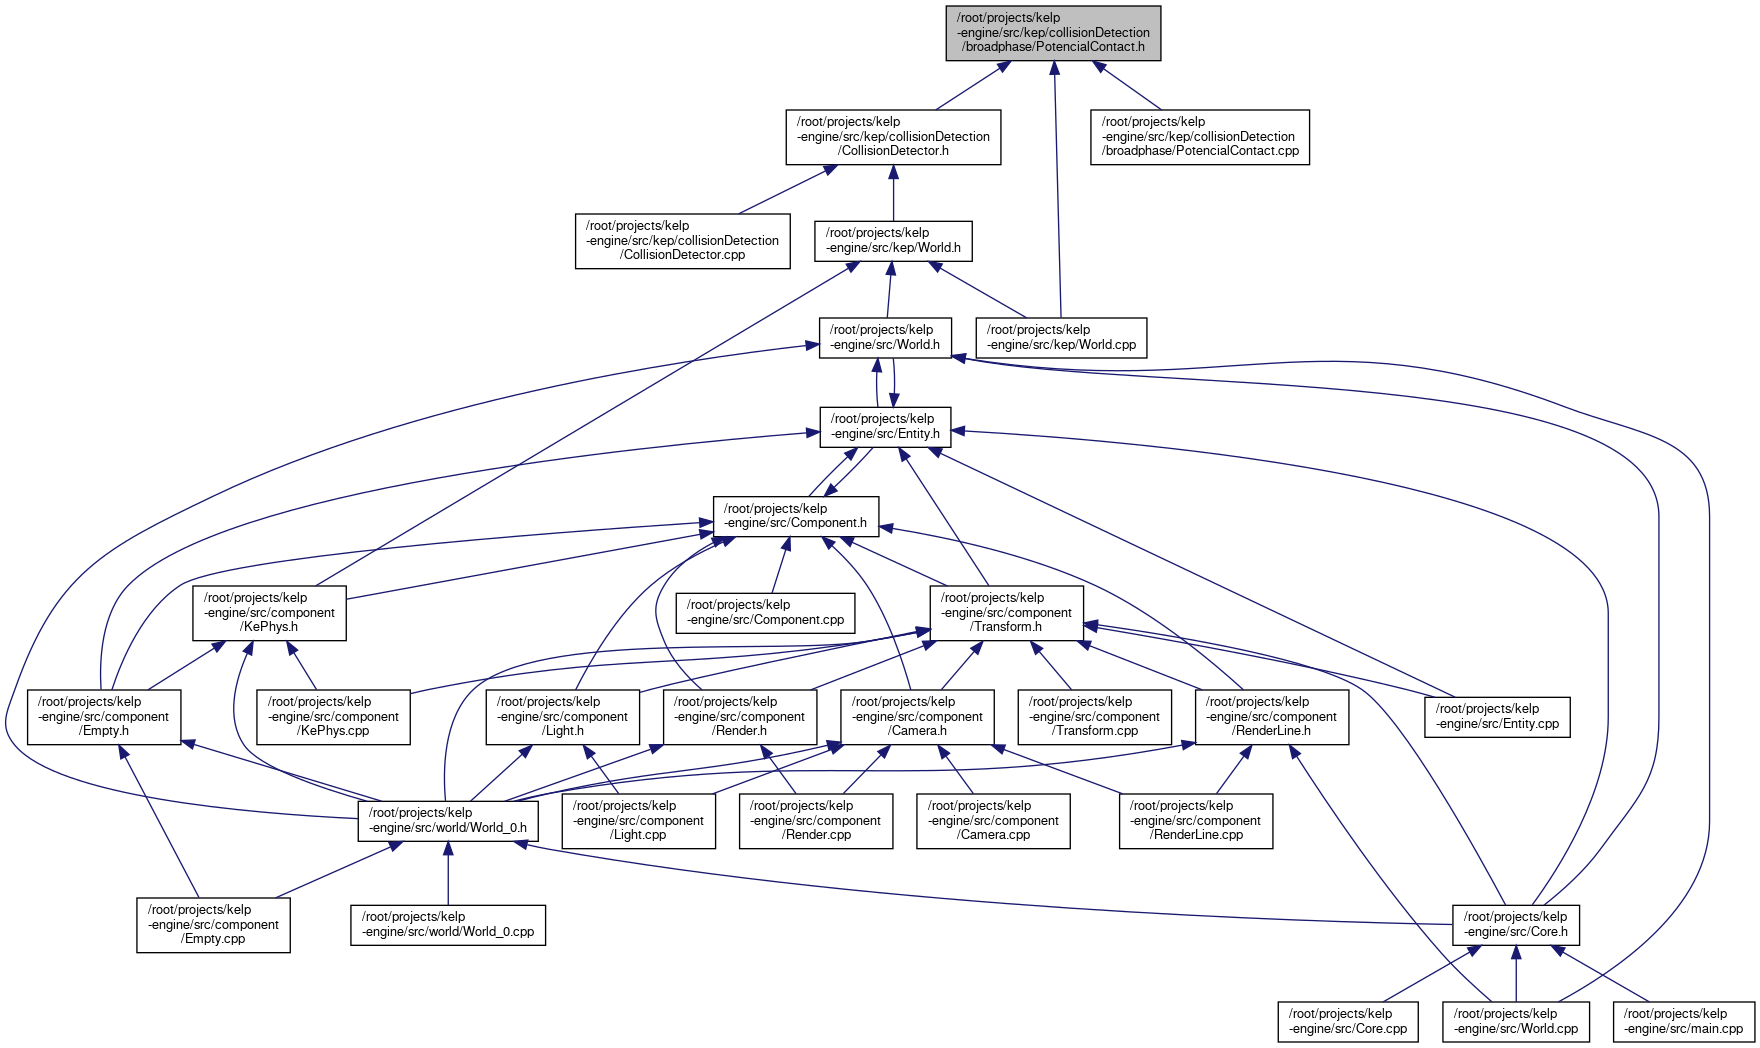 /root/projects/kelp
-engine/src/kep/collisionDetection
/broadphase/PotencialContact.h
/root/projects/kelp
-engine/src/kep/collisionDetection
/CollisionDetector.h
/root/projects/kelp
-engine/src/kep/collisionDetection
/broadphase/PotencialContact.cpp
/root/projects/kelp
-engine/src/kep/collisionDetection
/CollisionDetector.cpp
/root/projects/kelp
-engine/src/kep/World.h
/root/projects/kelp
-engine/src/World.h
/root/projects/kelp
-engine/src/kep/World.cpp
/root/projects/kelp
-engine/src/Entity.h
/root/projects/kelp
-engine/src/Component.h
/root/projects/kelp
-engine/src/component
/KePhys.h
/root/projects/kelp
-engine/src/Component.cpp
/root/projects/kelp
-engine/src/component
/Transform.h
/root/projects/kelp
-engine/src/component
/Empty.h
/root/projects/kelp
-engine/src/component
/KePhys.cpp
/root/projects/kelp
-engine/src/component
/Light.h
/root/projects/kelp
-engine/src/component
/Render.h
/root/projects/kelp
-engine/src/component
/Camera.h
/root/projects/kelp
-engine/src/component
/Transform.cpp
/root/projects/kelp
-engine/src/component
/RenderLine.h
/root/projects/kelp
-engine/src/Entity.cpp
/root/projects/kelp
-engine/src/world/World_0.h
/root/projects/kelp
-engine/src/component
/Light.cpp
/root/projects/kelp
-engine/src/component
/Render.cpp
/root/projects/kelp
-engine/src/component
/Camera.cpp
/root/projects/kelp
-engine/src/component
/RenderLine.cpp
/root/projects/kelp
-engine/src/component
/Empty.cpp
/root/projects/kelp
-engine/src/world/World_0.cpp
/root/projects/kelp
-engine/src/Core.h
/root/projects/kelp
-engine/src/Core.cpp
/root/projects/kelp
-engine/src/World.cpp
/root/projects/kelp
-engine/src/main.cpp